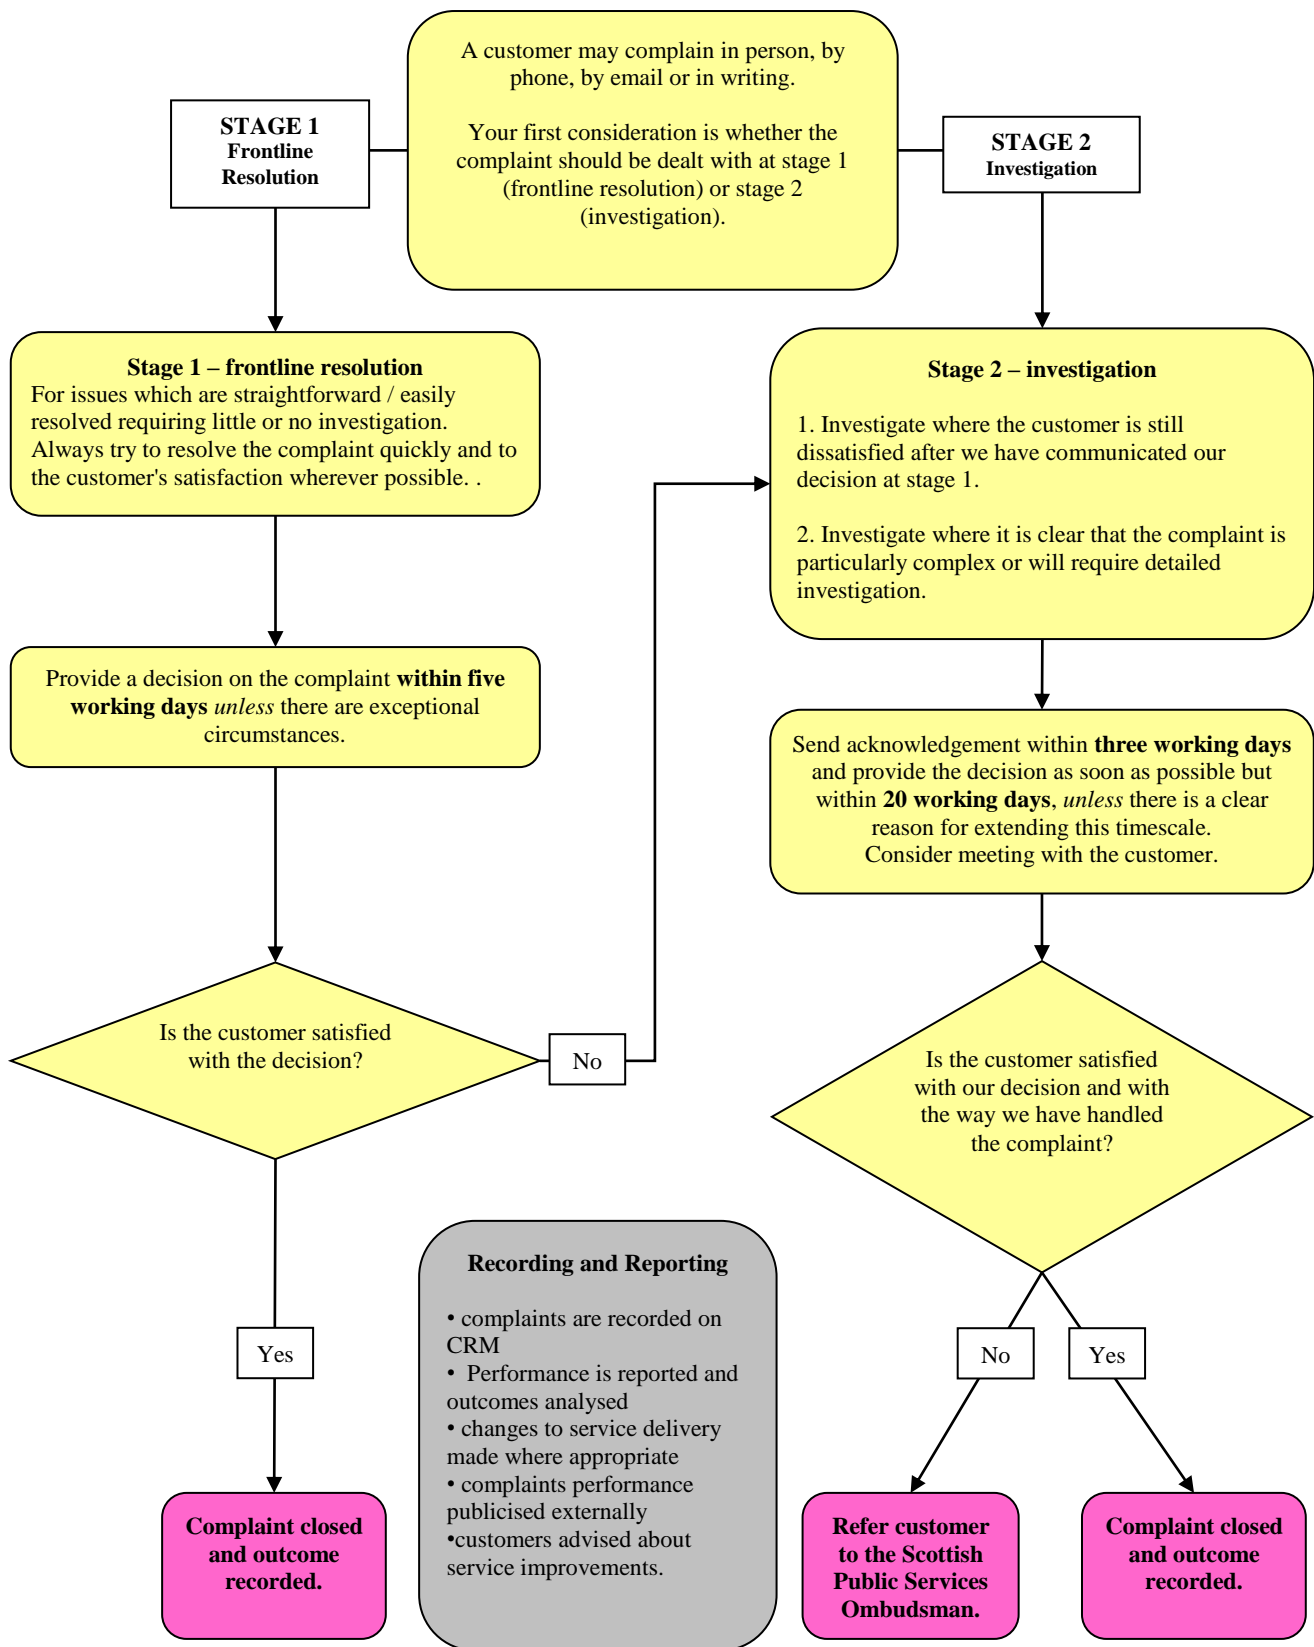 A customer may complain in person, by
phone, by email or in writing.
Your first consideration is whether the
complaint should be dealt with at stage 1
(frontline resolution) or stage 2
(investigation).
STAGE 1
Frontline
Resolution
STAGE 2
Investigation
Stage 1 – frontline resolution
For issues which are straightforward / easily
resolved requiring little or no investigation.
Always try to resolve the complaint quickly and to
the customer's satisfaction wherever possible. .
Provide a decision on the complaint within five
working days unless there are exceptional
circumstances.
Is the customer satisfied
with the decision?
No
Yes
Complaint closed
and outcome
recorded.
Stage 2 – investigation
1. Investigate where the customer is still
dissatisfied after we have communicated our
decision at stage 1.
2. Investigate where it is clear that the complaint is
particularly complex or will require detailed
investigation.
Send acknowledgement within three working days
and provide the decision as soon as possible but
within 20 working days, unless there is a clear
reason for extending this timescale.
Consider meeting with the customer.
Is the customer satisfied
with our decision and with
the way we have handled
the complaint?
No
Yes
Refer customer
to the Scottish
Public Services
Ombudsman.
Complaint closed
and outcome
recorded.
Recording and Reporting
• complaints are recorded on
CRM
• Performance is reported and
outcomes analysed
• changes to service delivery
made where appropriate
• complaints performance
publicised externally
•customers advised about
service improvements.